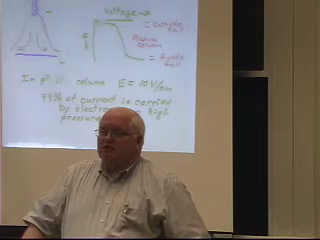 Voltage →
= Cathode
fall
Plasma
column
= Anode
fall
In column E = 10 V/cm
99% of current is carried
by electrons high
pressure